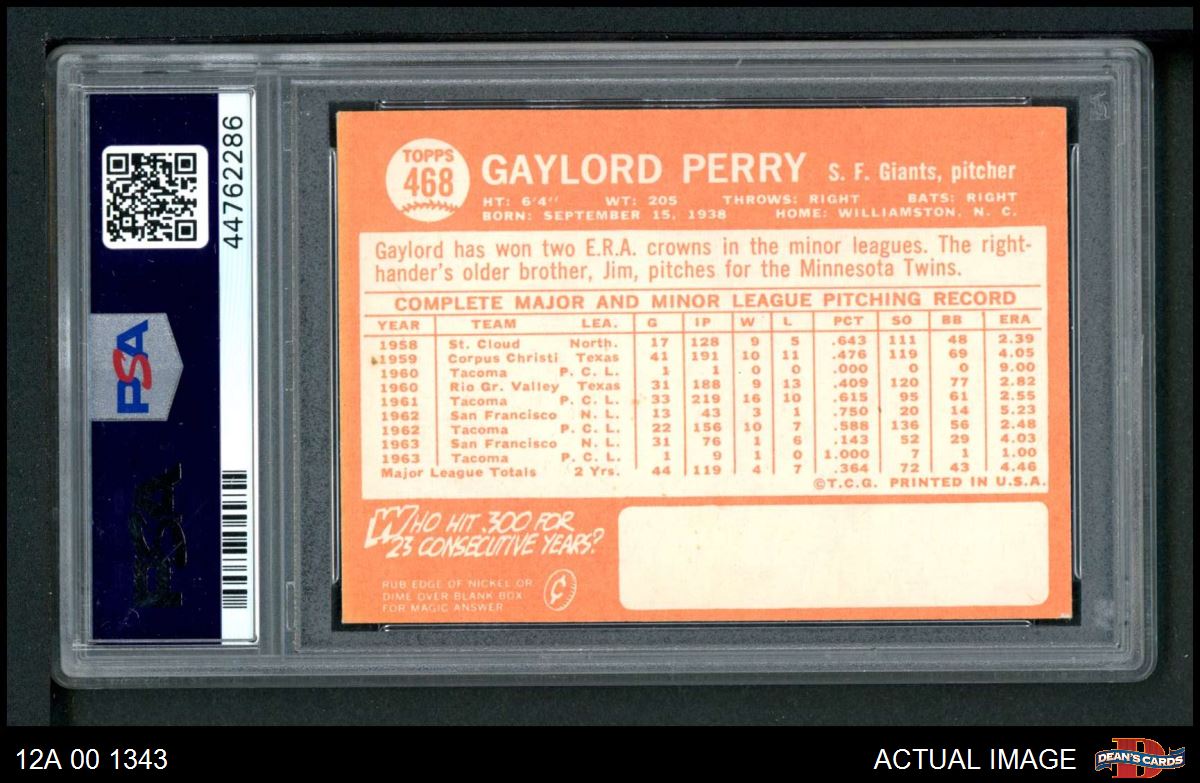 44762286
PSA
PSA
TOPPS
468
GAYLORD PERRY S. F. Giants, pitcher
HT: 6'4" WT: 205 THROWS: RIGHT BATS: RIGHT
BORN: SEPTEMBER 15, 1938 HOME: WILLIAMSTON, N. C.
Gaylord has won two E.R.A. crowns in the minor leagues. The right-
hander's older brother, Jim, pitches for the Minnesota Twins.
COMPLETE MAJOR AND MINOR LEAGUE PITCHING RECORD
YEAR TEAM LEA. G IP W L PCT SO BB ERA
1958 St. Cloud North. 17 128 9 5 .643 111 48 2.39
1959 Corpus Christi Texas 41 191 10 11 .476 119 69 4.05
1960 Tacoma P. C. L. 1 1 0 0 .000 0 0 9.00
1960 Rio Gr. Valley Texas 31 188 9 13 .409 120 77 2.82
1961 Tacoma P. C. L. 33 219 16 10 .615 95 61 2.55
1962 San Francisco N. L. 13 43 3 1 .750 20 14 5.23
1962 Tacoma P. C. L. 22 156 10 7 .588 136 56 2.48
1963 San Francisco N. L. 31 76 1 6 .143 52 29 4.03
1963 Tacoma P. C. L. 1 9 1 0 1.000 7 1 1.00
Major League Totals 2 Yrs. 44 119 4 7 .364 72 43 4.46
©T.C.G. PRINTED IN U.S.A.
WHO HIT .300 FOR
23 CONSECUTIVE YEARS?
RUB EDGE OF NICKEL OR
DIME OVER BLANK BOX
FOR MAGIC ANSWER
¢
12A 00 1343
ACTUAL IMAGE
D
DEAN'S CARDS